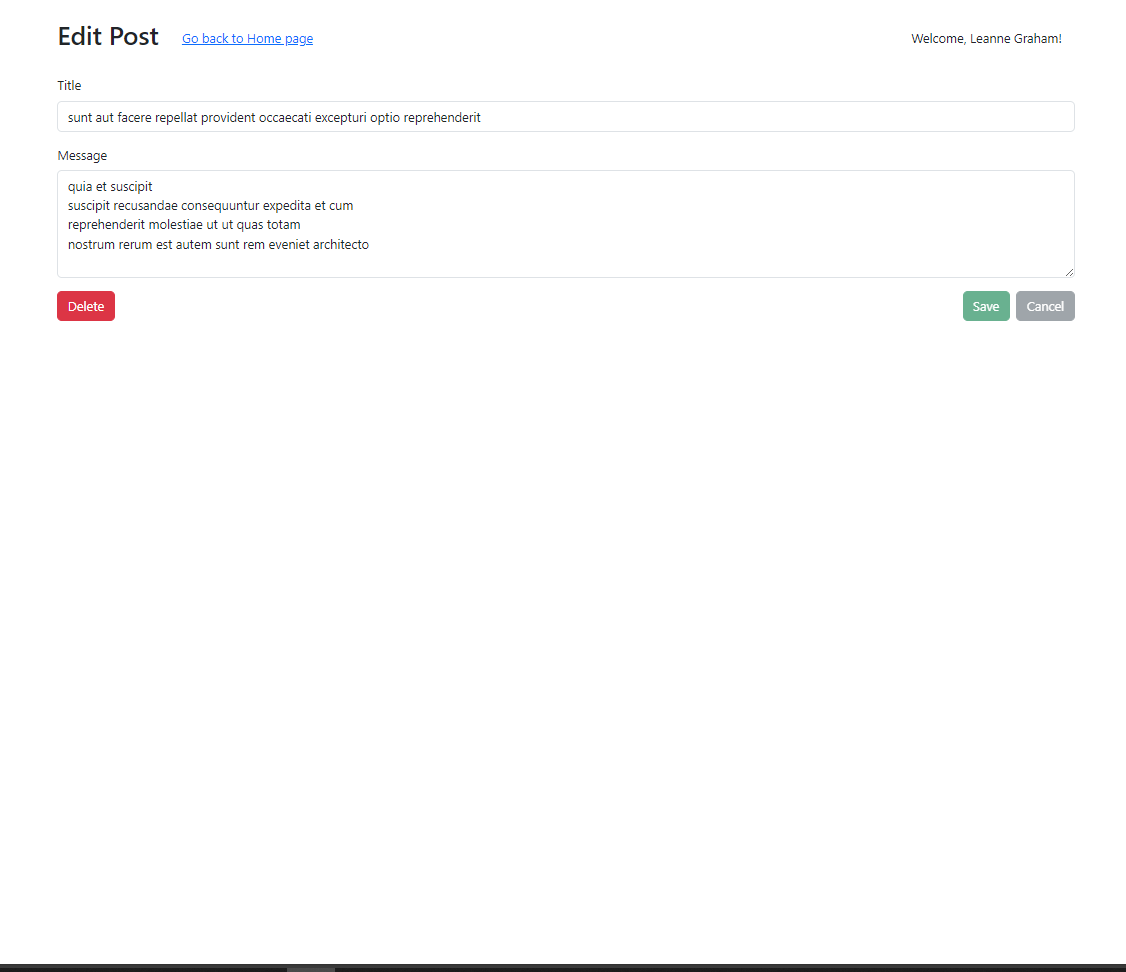 Edit Post
Go back to Home page
Welcome, Leanne Graham!
Title
sunt aut facere repellat provident occaecati excepturi optio reprehenderit
Message
quia et suscipit
suscipit recusandae consequuntur expedita et cum
reprehenderit molestiae ut ut quas totam
nostrum rerum est autem sunt rem eveniet architecto
Delete
Save
Cancel